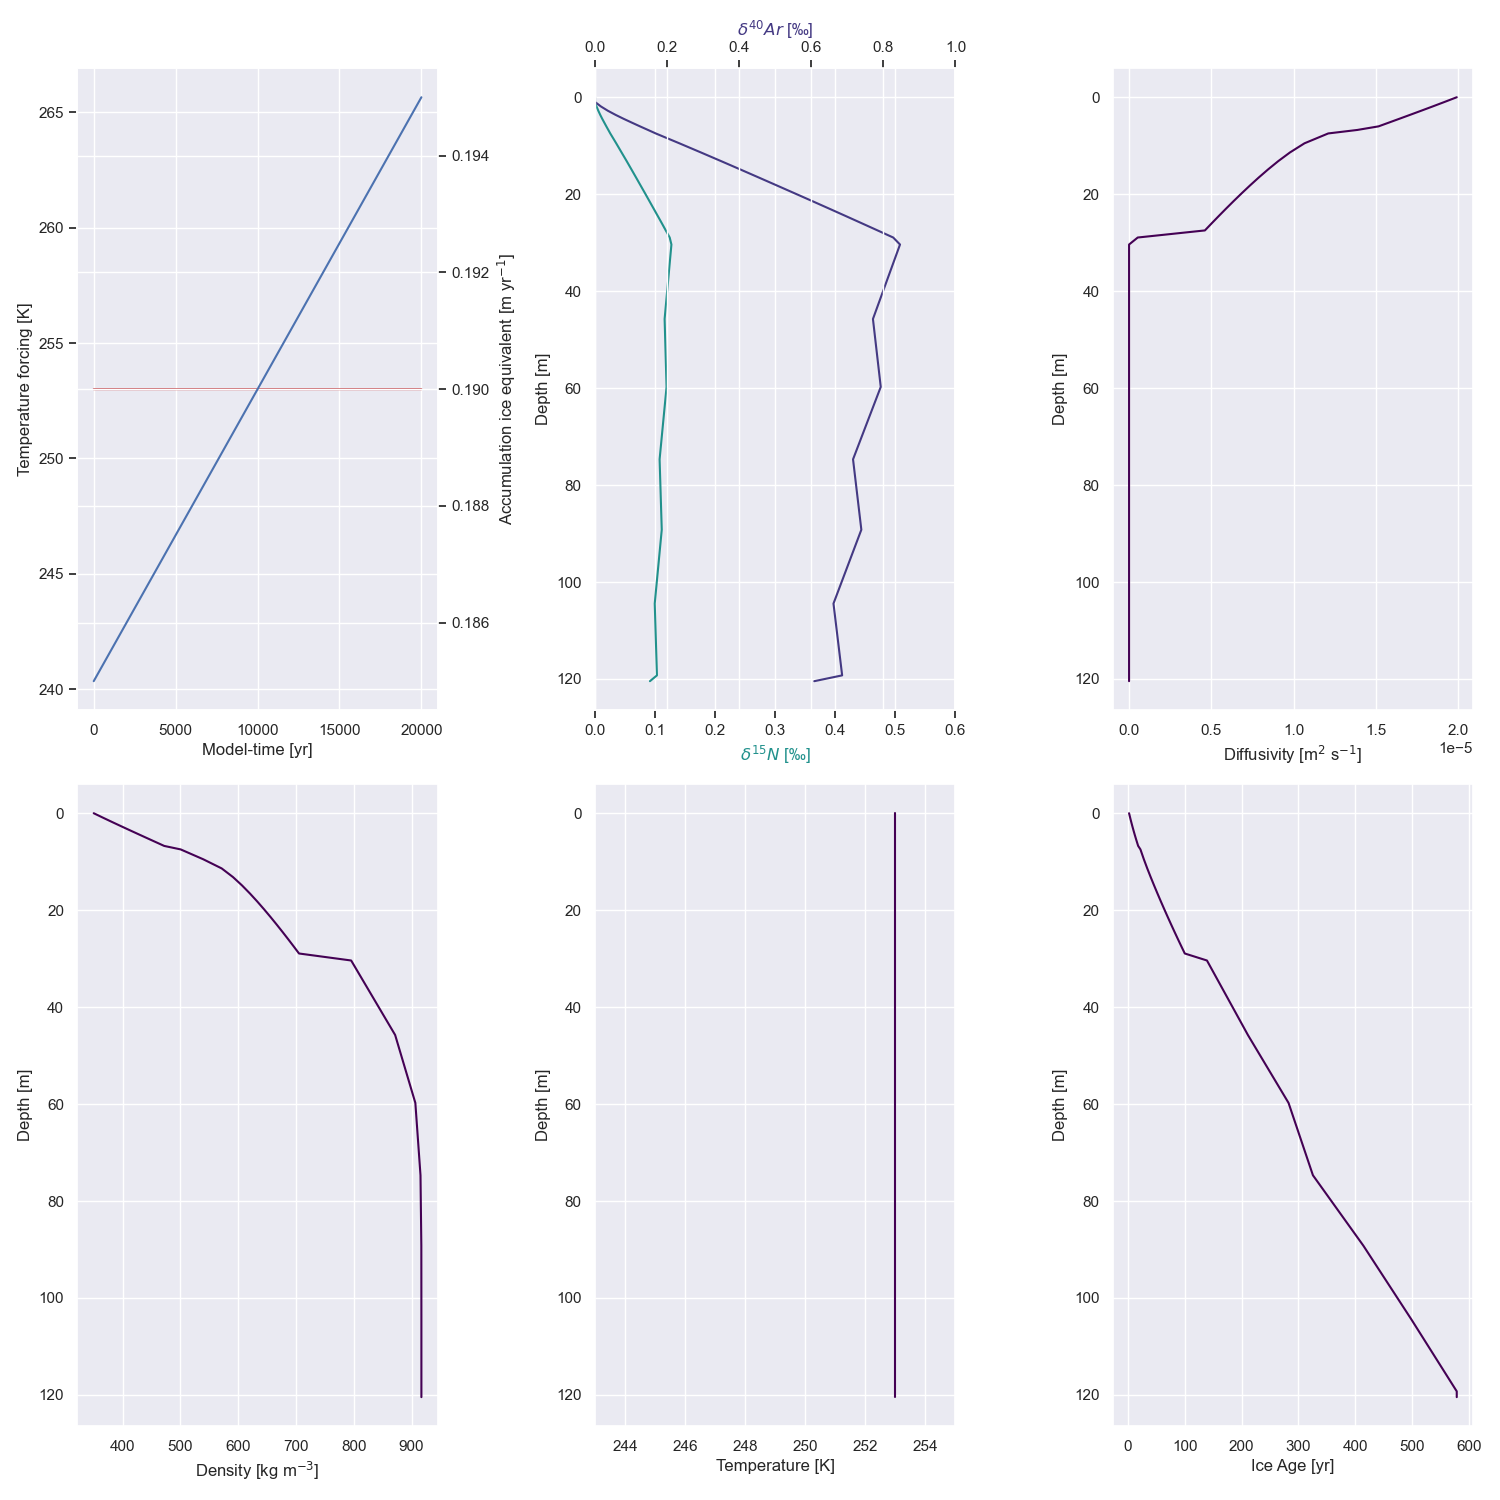 265
260
255
250
245
240
Temperature forcing [K]
0 5000 10000 15000 20000
Model-time [yr]
0.194
0.192
0.190
0.188
0.186
Accumulation ice equivalent [m yr⁻¹]
δ⁴⁰Ar [‰]
0.0 0.2 0.4 0.6 0.8 1.0
0
20
40
60
80
100
120
Depth [m]
0.0 0.1 0.2 0.3 0.4 0.5 0.6
δ¹⁵N [‰]
0
20
40
60
80
100
120
Depth [m]
0.0 0.5 1.0 1.5 2.0
1e−5
Diffusivity [m² s⁻¹]
0
20
40
60
80
100
120
Depth [m]
400 500 600 700 800 900
Density [kg m⁻³]
0
20
40
60
80
100
120
Depth [m]
244 246 248 250 252 254
Temperature [K]
0
20
40
60
80
100
120
Depth [m]
0 100 200 300 400 500 600
Ice Age [yr]